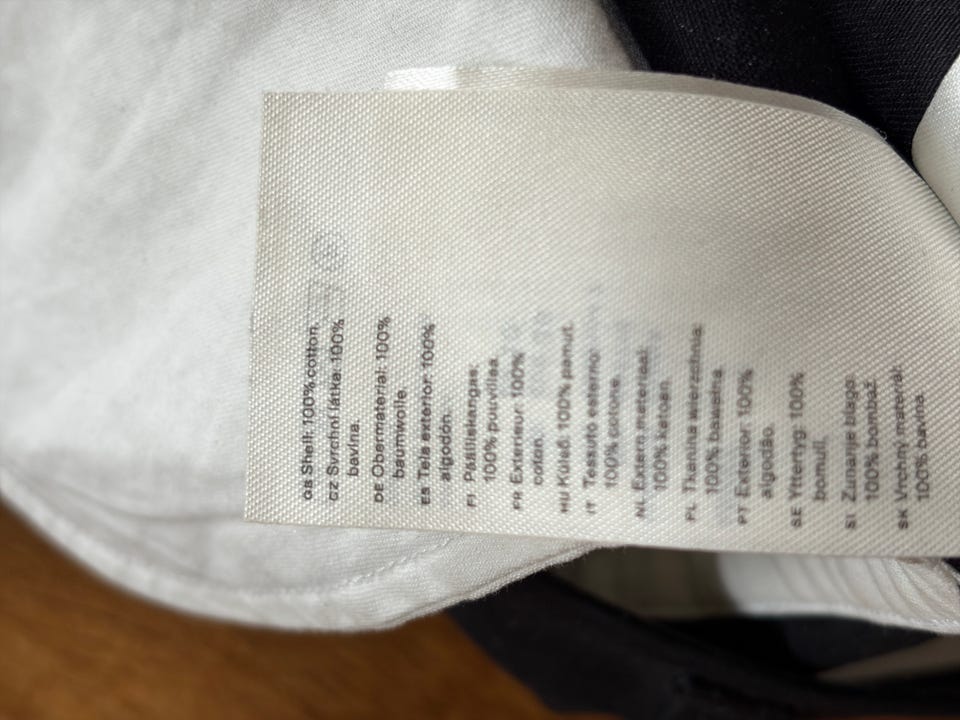 GB Shell: 100% cotton.
CZ Svrchní látka: 100%
bavlna.
DE Obermaterial: 100%
baumwolle.
ES Tela exterior: 100%
algodón.
FI Päällikangas:
100% puuvillaa.
FR Exterieur: 100%
coton.
HU Külső: 100% pamut.
IT Tessuto esterno:
100% cotone.
NL Extern materiaal:
100% katoen.
PL Tkanina wierzchnia:
100% bawełna.
PT Exterior: 100%
algodão.
SE Yttertyg: 100%
bomull.
SI Zunanje blago:
100% bombaž.
SK Vrchný materiál:
100% bavlna.